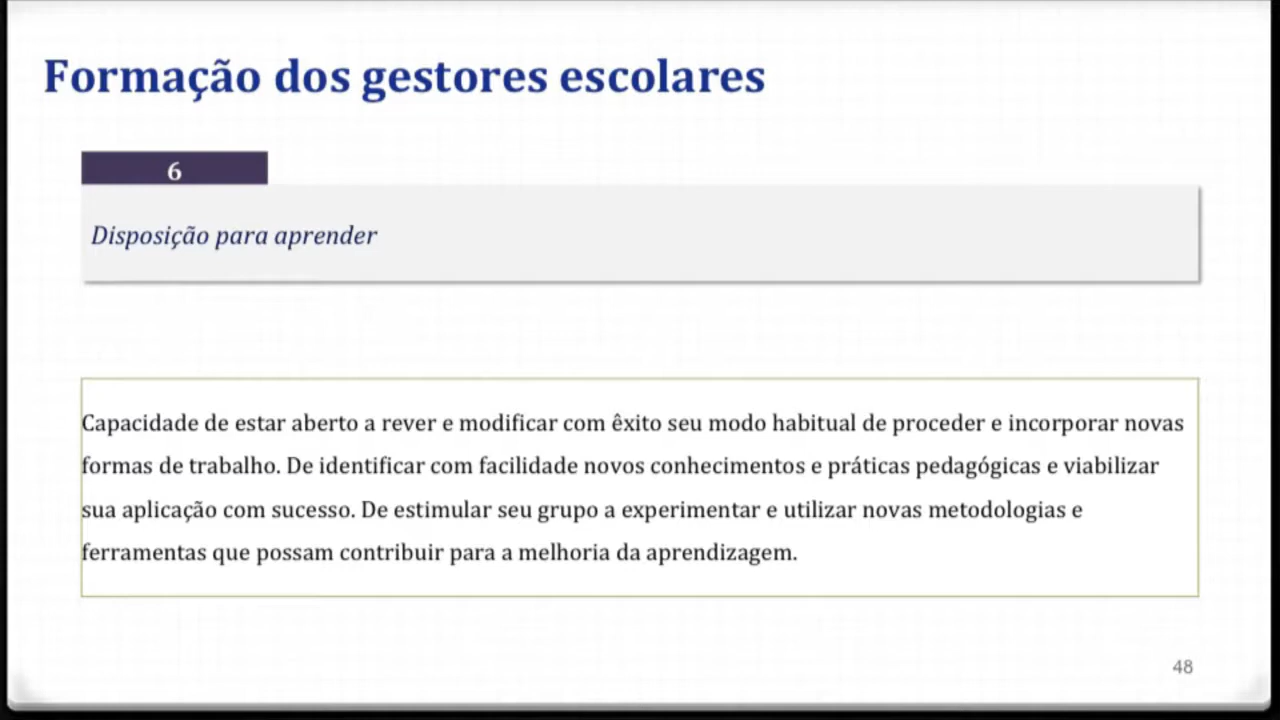 Formação dos gestores escolares
6
Disposição para aprender
Capacidade de estar aberto a rever e modificar com êxito seu modo habitual de proceder e incorporar novas
formas de trabalho. De identificar com facilidade novos conhecimentos e práticas pedagógicas e viabilizar
sua aplicação com sucesso. De estimular seu grupo a experimentar e utilizar novas metodologias e
ferramentas que possam contribuir para a melhoria da aprendizagem.
48